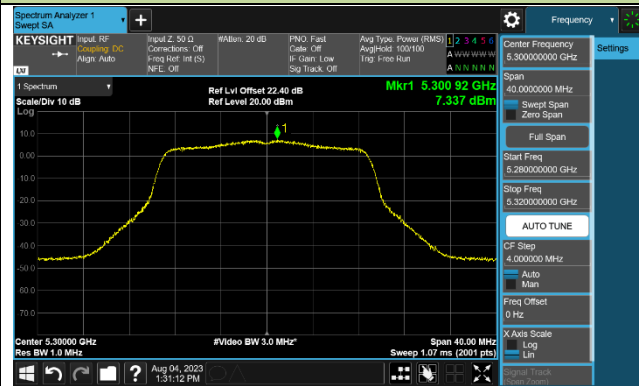 Spectrum Analyzer 1
Swept SA
Frequency
KEYSIGHT
Input: RF
Coupling: DC
Align: Auto
Input Z: 50 Ω
Corrections: Off
Freq Ref: Int (S)
NFE: Off
#Atten: 20 dB
PNO: Fast
Gate: Off
IF Gain: Low
Sig Track: Off
Avg Type: Power (RMS)
Avg|Hold: 100/100
Trig: Free Run
1 2 3 4 5 6
A W W W W W
A N N N N N
LXI
1 Spectrum
Scale/Div 10 dB
Log
Ref Lvl Offset 22.40 dB
Ref Level 20.00 dBm
Mkr1 5.300 92 GHz
7.337 dBm
1
10.0
0.00
-10.0
-20.0
-30.0
-40.0
-50.0
-60.0
-70.0
Center 5.30000 GHz
Res BW 1.0 MHz
#Video BW 3.0 MHz*
Span 40.00 MHz
Sweep 1.07 ms (2001 pts)
Center Frequency
5.300000000 GHz
Settings
Span
40.0000000 MHz
Swept Span
Zero Span
Full Span
Start Freq
5.280000000 GHz
Stop Freq
5.320000000 GHz
AUTO TUNE
CF Step
4.000000 MHz
Auto
Man
Freq Offset
0 Hz
X Axis Scale
Log
Lin
Signal Track
(Span Zoom)
Aug 04, 2023
1:31:12 PM